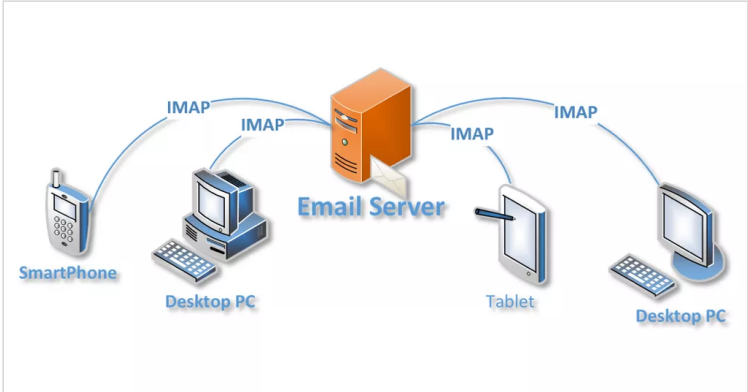 IMAP
IMAP
IMAP
IMAP
Email Server
SmartPhone
Desktop PC
Tablet
Desktop PC